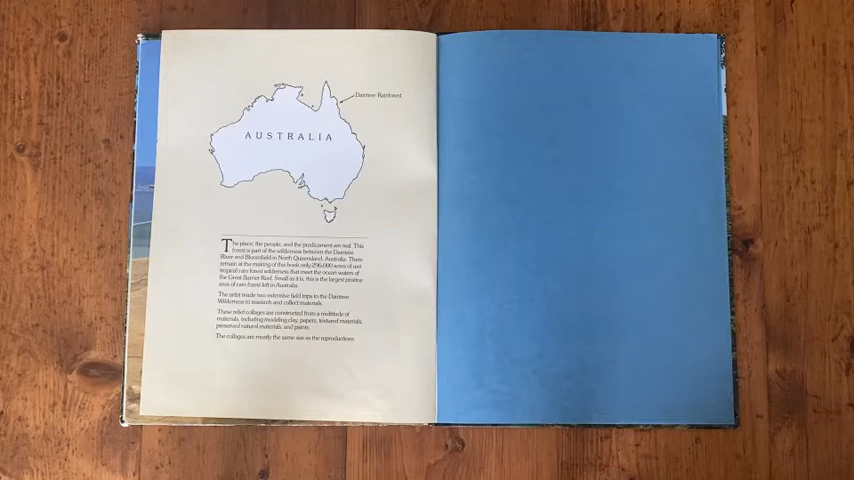 Daintree Rainforest
AUSTRALIA
The place, the people, and the predicament are real. This
forest is part of the wilderness between the Daintree
River and Bloomfield in North Queensland, Australia. There
remain at the making of this book only 296,000 acres of wet
tropical rain forest wilderness that meet the ocean waters of
the Great Barrier Reef. Small as it is, this is the largest pristine
area of rain forest left in Australia.
The artist made two extensive field trips to the Daintree
Wilderness to research and collect materials.
These relief collages are constructed from a multitude of
materials, including modeling clay, papers, textured materials,
preserved natural materials, and paints.
The collages are mostly the same size as the reproductions.